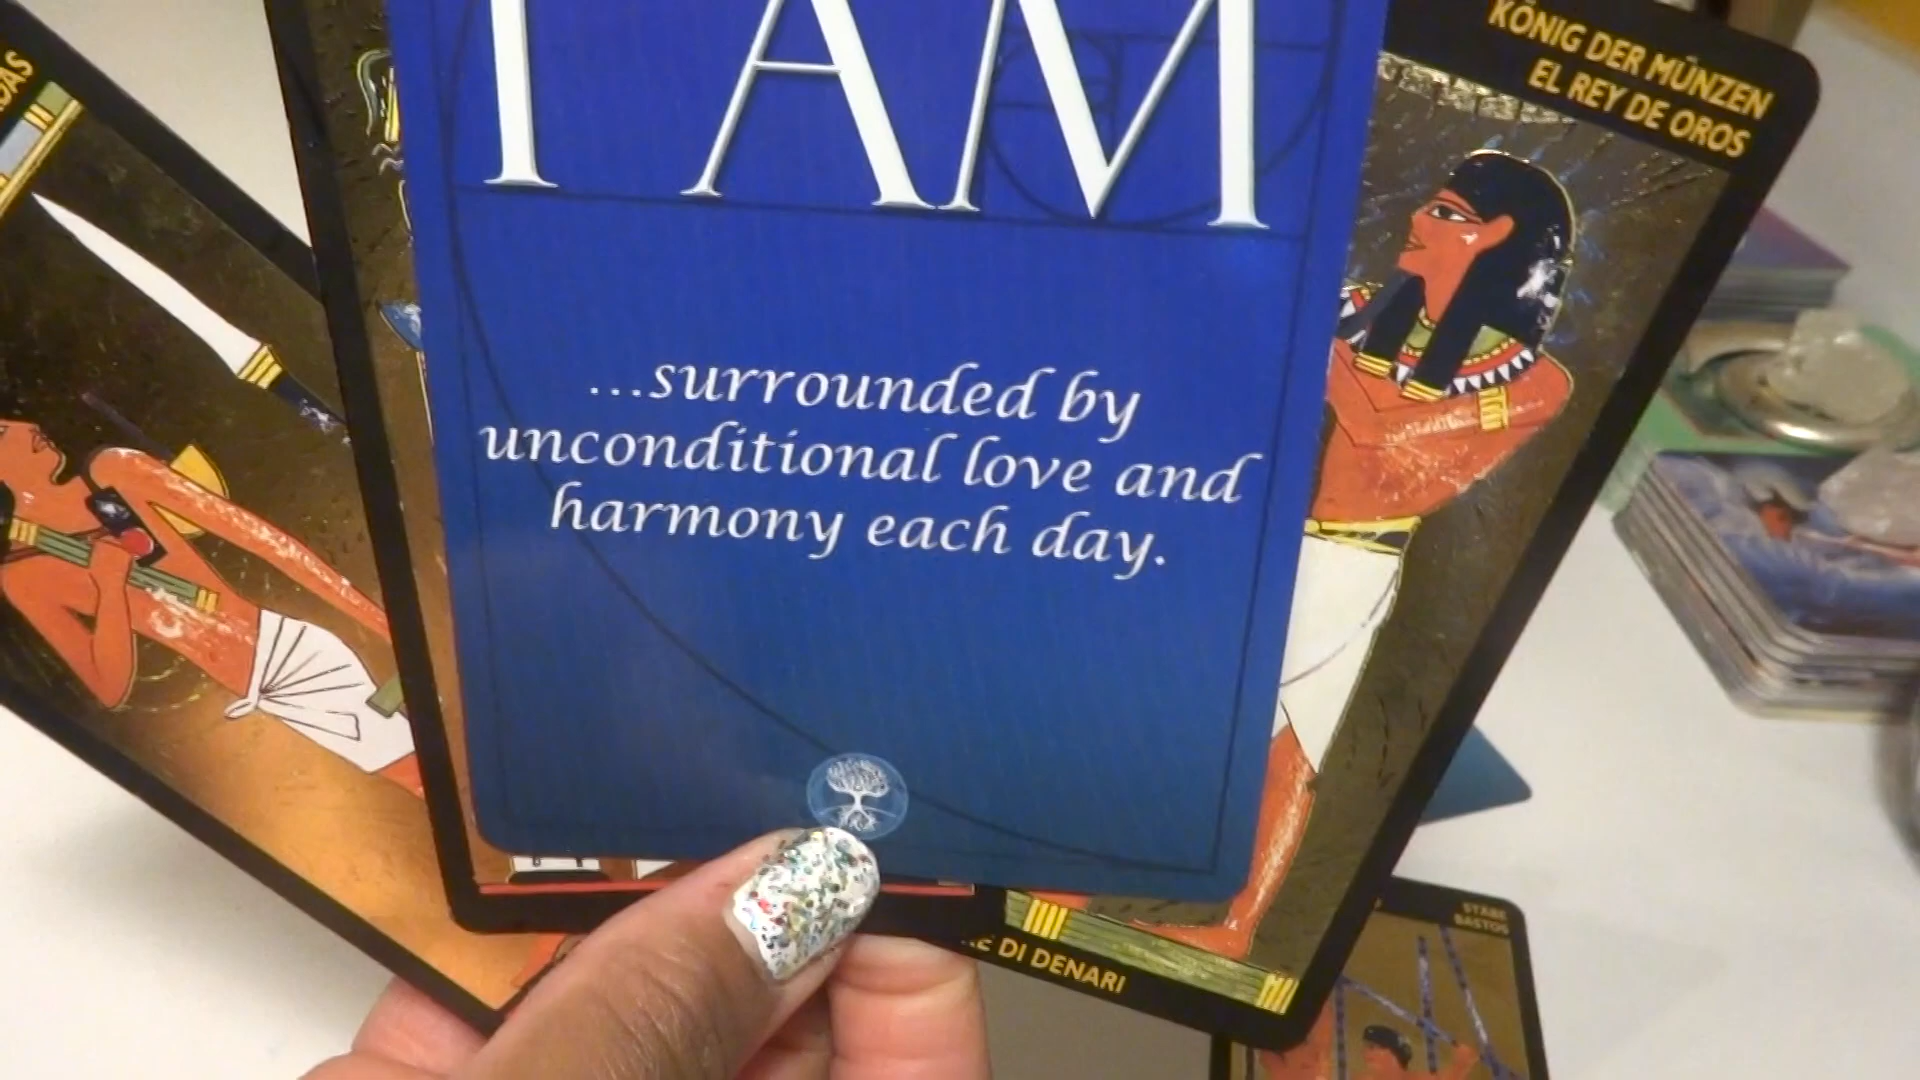 I AM
...surrounded by
unconditional love and
harmony each day.
KÖNIG DER MÜNZEN
EL REY DE OROS
DI DENARI
STÄBE
BASTOS